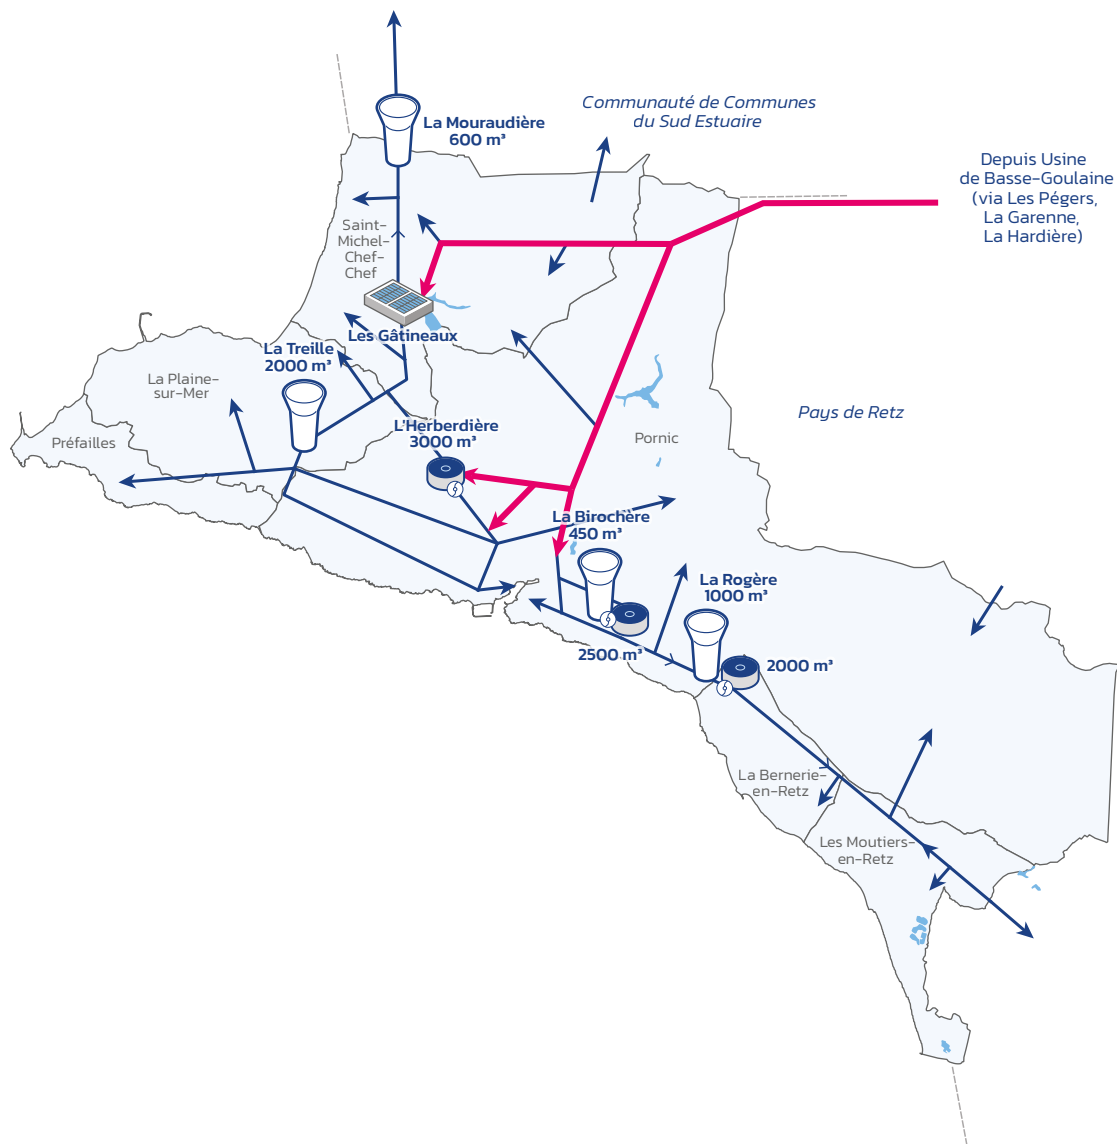 La Mouraudière
600 m³
Communauté de Communes
du Sud Estuaire
Depuis Usine
de Basse-Goulaine
(via Les Pégers,
La Garenne,
La Hardière)
Saint-
Michel-
Chef-
Chef
Les Gâtineaux
La Treille
2000 m³
La Plaine-
sur-Mer
Préfailles
L'Herberdière
3000 m³
Pornic
Pays de Retz
La Birochère
450 m³
La Rogère
1000 m³
2500 m³
2000 m³
La Bernerie-
en-Retz
Les Moutiers-
en-Retz